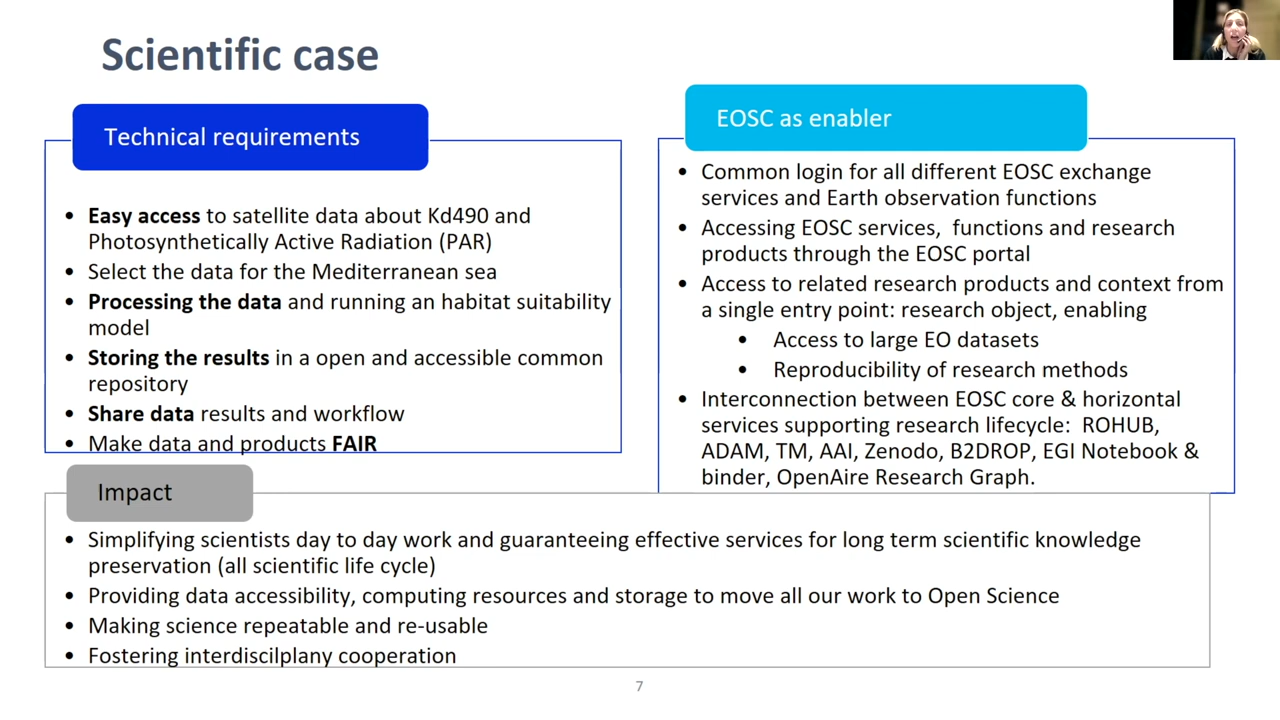 Scientific case
Technical requirements
• Easy access to satellite data about Kd490 and
Photosynthetically Active Radiation (PAR)
• Select the data for the Mediterranean sea
• Processing the data and running an habitat suitability
model
• Storing the results in a open and accessible common
repository
• Share data results and workflow
• Make data and products FAIR
EOSC as enabler
• Common login for all different EOSC exchange
services and Earth observation functions
• Accessing EOSC services,  functions and research
products through the EOSC portal
• Access to related research products and context from
a single entry point: research object, enabling
• Access to large EO datasets
• Reproducibility of research methods
• Interconnection between EOSC core & horizontal
services supporting research lifecycle:  ROHUB,
ADAM, TM, AAI, Zenodo, B2DROP, EGI Notebook &
binder, OpenAire Research Graph.
Impact
• Simplifying scientists day to day work and guaranteeing effective services for long term scientific knowledge
preservation (all scientific life cycle)
• Providing data accessibility, computing resources and storage to move all our work to Open Science
• Making science repeatable and re-usable
• Fostering interdiscilplany cooperation
7